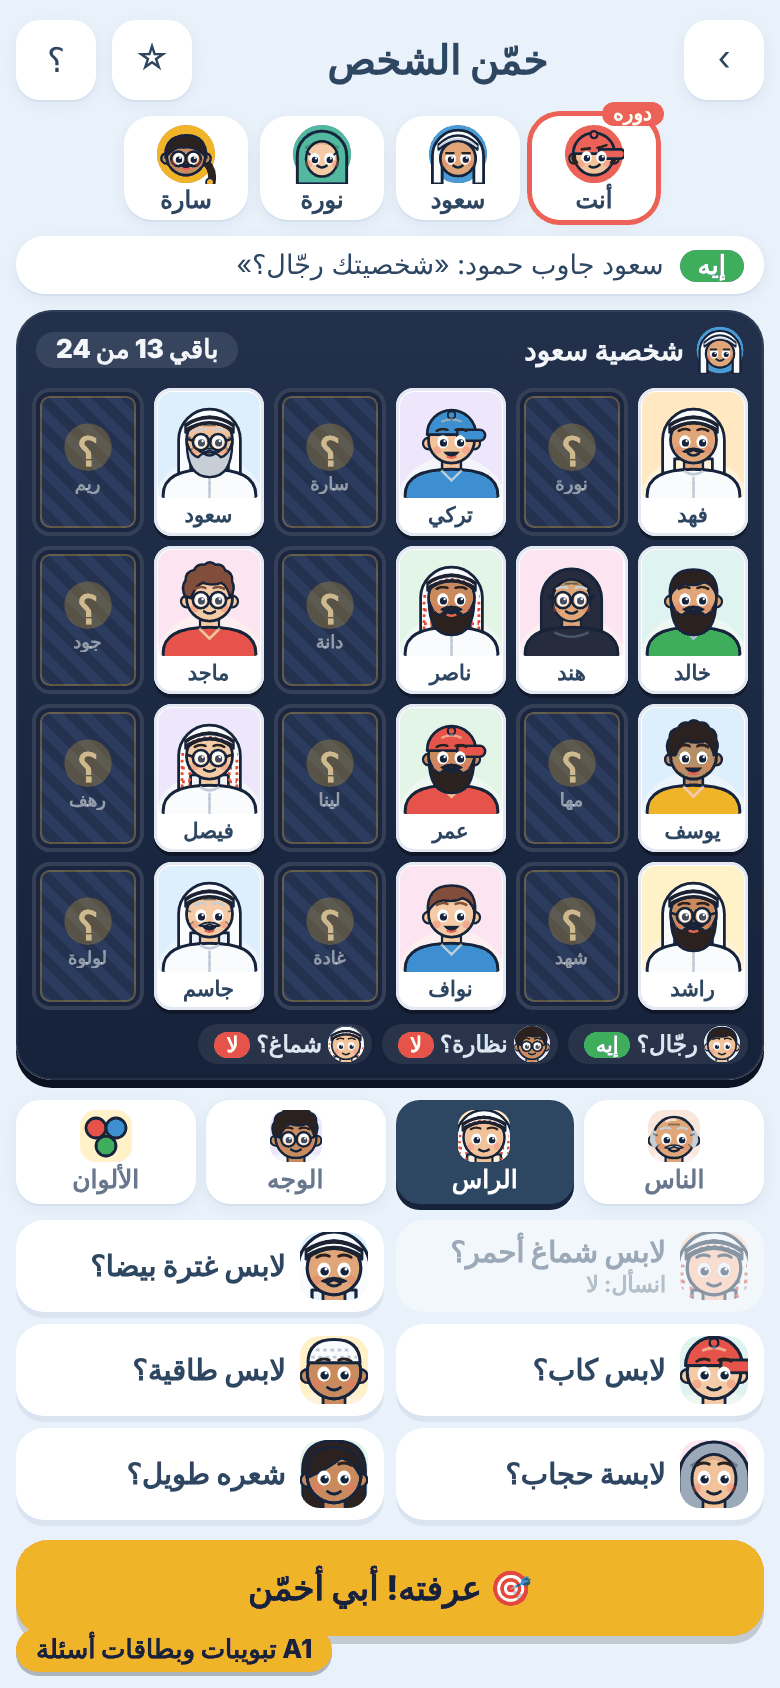 خمّن الشخص
؟
دوره
أنت
سعود
نورة
سارة
إيه سعود جاوب حمود: «شخصيتك رجّال؟»
شخصية سعود
باقي 13 من 24
فهد
؟ نورة
تركي
؟ سارة
سعود
؟ ريم
خالد
هند
ناصر
؟ دانة
ماجد
؟ جود
يوسف
؟ مها
عمر
؟ لينا
فيصل
؟ رهف
راشد
؟ شهد
نواف
؟ غادة
جاسم
؟ لولوة
رجّال؟ إيه
نظارة؟ لا
شماغ؟ لا
الناس
الراس
الوجه
الألوان
لابس شماغ أحمر؟
انسأل: لا
لابس غترة بيضا؟
لابس كاب؟
لابس طاقية؟
لابسة حجاب؟
شعره طويل؟
عرفته! أبي أخمّن
A1 تبويبات وبطاقات أسئلة